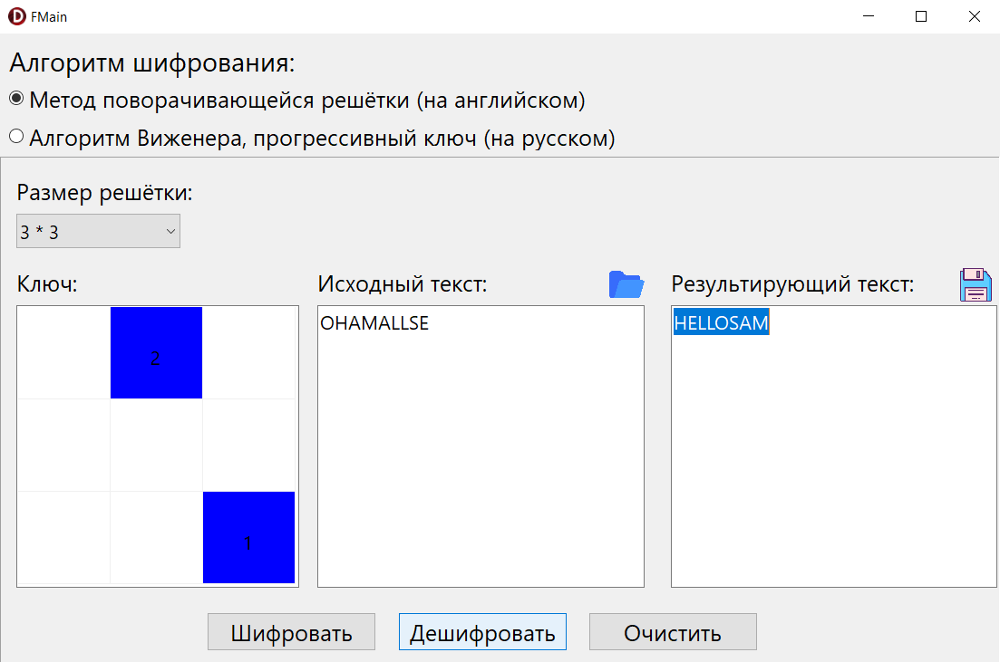 FMain
Алгоритм шифрования:
Метод поворачивающейся решётки (на английском)
Алгоритм Виженера, прогрессивный ключ (на русском)
Размер решётки:
3 * 3
Ключ:
Исходный текст:
Результирующий текст:
2
1
OHAMALLSE
HELLOSAM
Шифровать
Дешифровать
Очистить